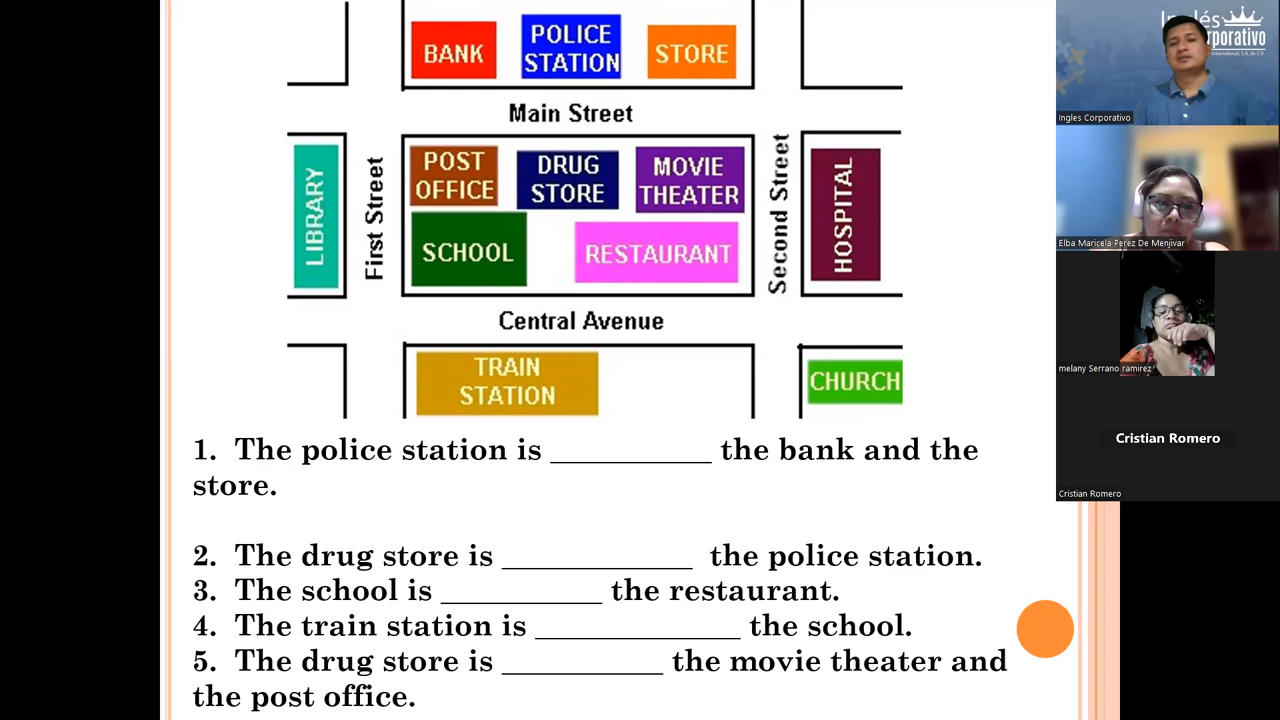 BANK
POLICE
STATION
STORE
Main Street
LIBRARY
First Street
POST
OFFICE
DRUG
STORE
MOVIE
THEATER
SCHOOL
RESTAURANT
Second Street
HOSPITAL
Central Avenue
TRAIN
STATION
CHURCH
1. The police station is __________ the bank and the
store.
2. The drug store is ____________ the police station.
3. The school is __________ the restaurant.
4. The train station is _____________ the school.
5. The drug store is __________ the movie theater and
the post office.
Ingles Corporativo
Elba Maricela Perez De Menjivar
melany Serrano ramirez
Cristian Romero
Cristian Romero